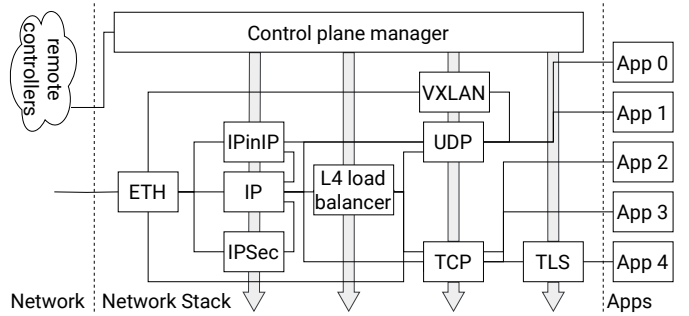 remote
controllers
Control plane manager
App 0
VXLAN
App 1
IPinIP
UDP
App 2
ETH
IP
L4 load
balancer
App 3
IPSec
TCP
TLS
App 4
Network
Network Stack
Apps